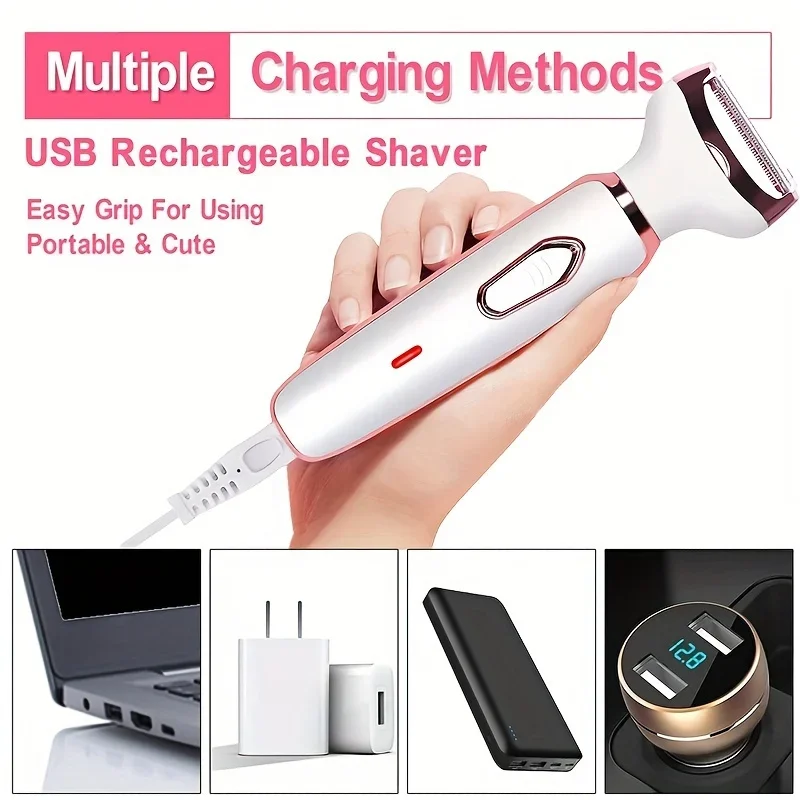 Multiple Charging Methods
USB Rechargeable Shaver
Easy Grip For Using
Portable & Cute
12.8